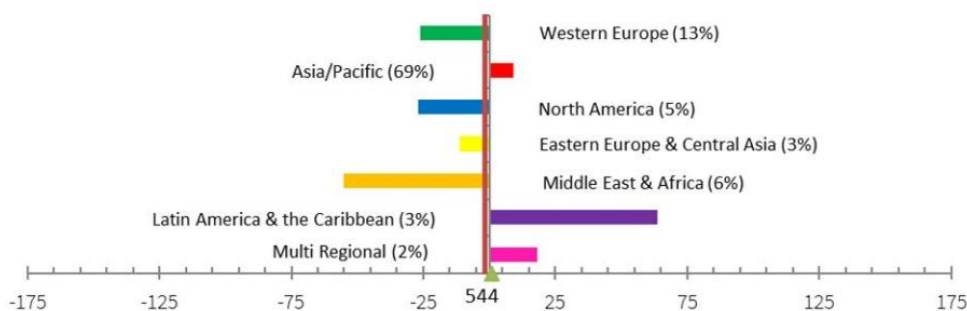 Western Europe (13%)
Asia/Pacific (69%)
North America (5%)
Eastern Europe & Central Asia (3%)
Middle East & Africa (6%)
Latin America & the Caribbean (3%)
Multi Regional (2%)
-175 -125 -75 -25 544 25 75 125 175